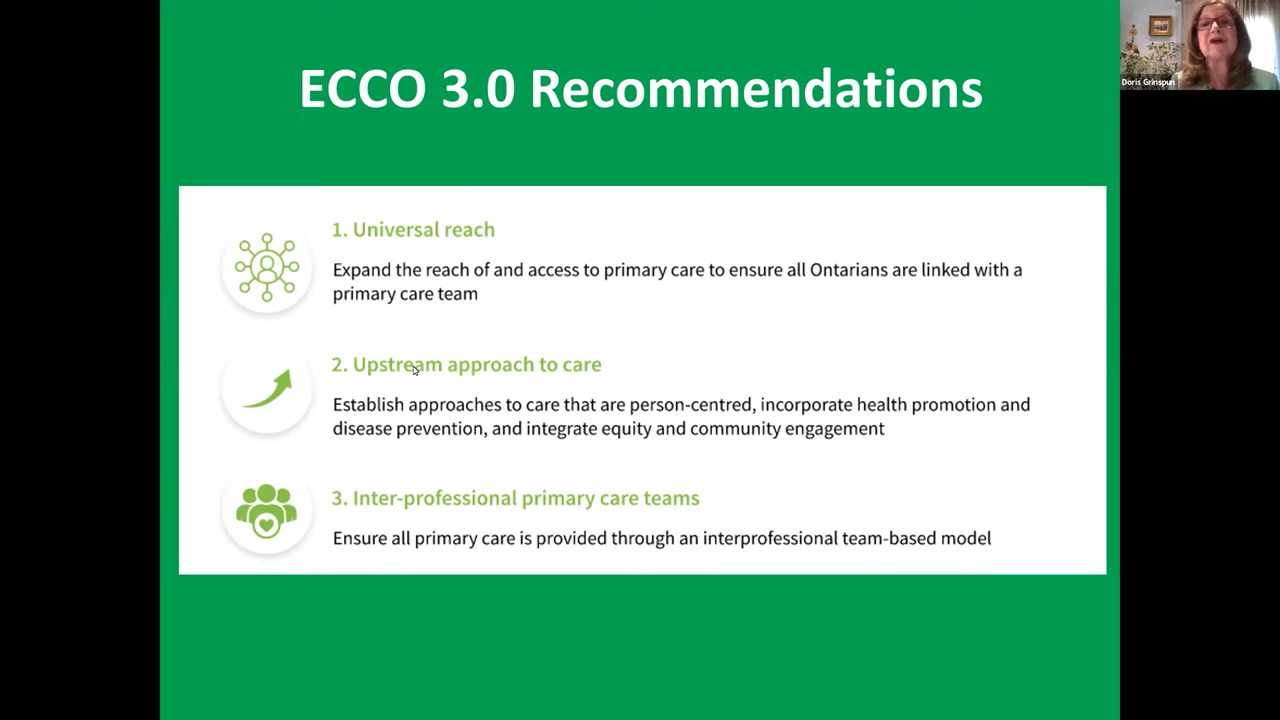 ECCO 3.0 Recommendations
Doris Grinspun
1. Universal reach
Expand the reach of and access to primary care to ensure all Ontarians are linked with a
primary care team
2. Upstream approach to care
Establish approaches to care that are person-centred, incorporate health promotion and
disease prevention, and integrate equity and community engagement
3. Inter-professional primary care teams
Ensure all primary care is provided through an interprofessional team-based model